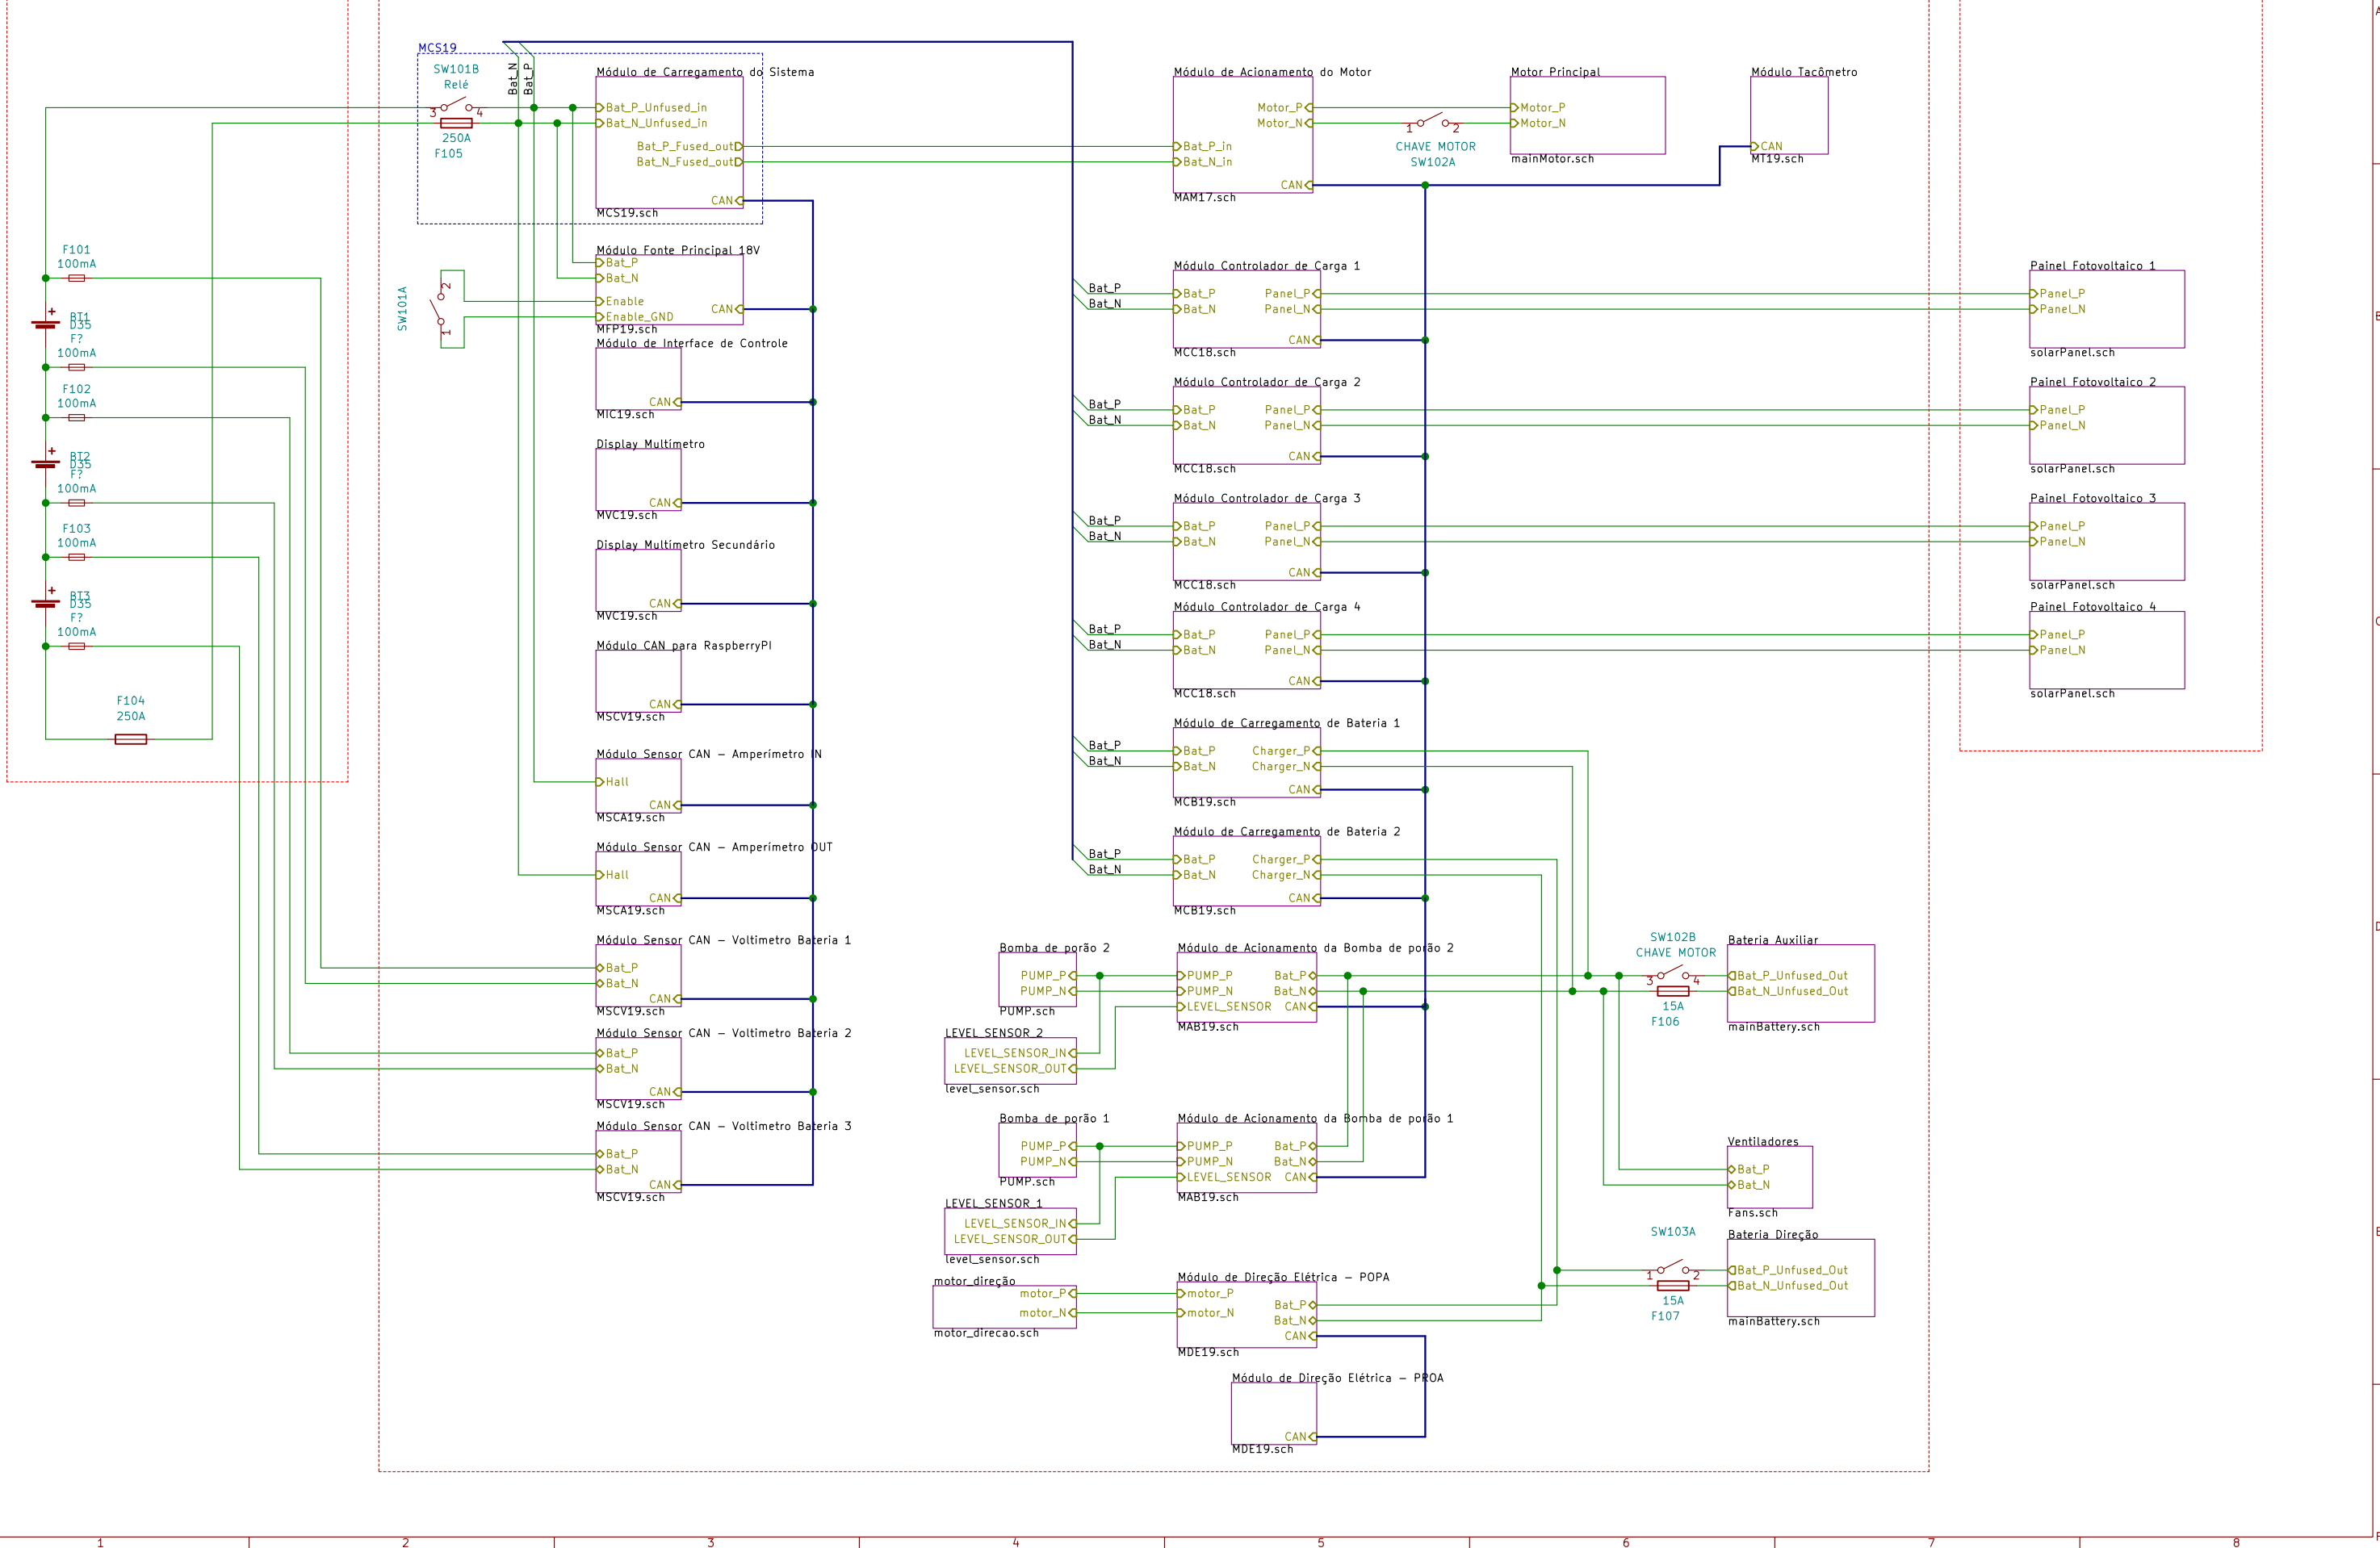 MCS19
SW101B
Relé
3
4
250A
F105
Bat_N
Bat_P
Módulo de Carregamento do Sistema
Bat_P_Unfused_in
Bat_N_Unfused_in
Bat_P_Fused_out
Bat_N_Fused_out
CAN
MCS19.sch
Módulo de Acionamento do Motor
Motor_P
Motor_N
Bat_P_in
Bat_N_in
CAN
MAM17.sch
1
2
CHAVE MOTOR
SW102A
Motor Principal
Motor_P
Motor_N
mainMotor.sch
Módulo Tacômetro
CAN
MT19.sch
F101
100mA
BT1
D35
F?
100mA
F102
100mA
BT2
D35
F?
100mA
F103
100mA
BT3
D35
F?
100mA
F104
250A
SW101A
2
1
Módulo Fonte Principal 18V
Bat_P
Bat_N
Enable
Enable_GND
CAN
MFP19.sch
Módulo de Interface de Controle
CAN
MIC19.sch
Display Multímetro
CAN
MVC19.sch
Display Multímetro Secundário
CAN
MVC19.sch
Módulo CAN para RaspberryPI
CAN
MSCV19.sch
Módulo Sensor CAN - Amperímetro IN
Hall
CAN
MSCA19.sch
Módulo Sensor CAN - Amperímetro OUT
Hall
CAN
MSCA19.sch
Módulo Sensor CAN - Voltimetro Bateria 1
Bat_P
Bat_N
CAN
MSCV19.sch
Módulo Sensor CAN - Voltimetro Bateria 2
Bat_P
Bat_N
CAN
MSCV19.sch
Módulo Sensor CAN - Voltimetro Bateria 3
Bat_P
Bat_N
CAN
MSCV19.sch
Módulo Controlador de Carga 1
Bat_P
Bat_N
Bat_P
Bat_N
Panel_P
Panel_N
CAN
MCC18.sch
Painel Fotovoltaico 1
Panel_P
Panel_N
solarPanel.sch
Módulo Controlador de Carga 2
Bat_P
Bat_N
Bat_P
Bat_N
Panel_P
Panel_N
CAN
MCC18.sch
Painel Fotovoltaico 2
Panel_P
Panel_N
solarPanel.sch
Módulo Controlador de Carga 3
Bat_P
Bat_N
Bat_P
Bat_N
Panel_P
Panel_N
CAN
MCC18.sch
Painel Fotovoltaico 3
Panel_P
Panel_N
solarPanel.sch
Módulo Controlador de Carga 4
Bat_P
Bat_N
Bat_P
Bat_N
Panel_P
Panel_N
CAN
MCC18.sch
Painel Fotovoltaico 4
Panel_P
Panel_N
solarPanel.sch
Módulo de Carregamento de Bateria 1
Bat_P
Bat_N
Bat_P
Bat_N
Charger_P
Charger_N
CAN
MCB19.sch
Módulo de Carregamento de Bateria 2
Bat_P
Bat_N
Bat_P
Bat_N
Charger_P
Charger_N
CAN
MCB19.sch
Bomba de porão 2
PUMP_P
PUMP_N
PUMP.sch
Módulo de Acionamento da Bomba de porão 2
PUMP_P
PUMP_N
LEVEL_SENSOR
Bat_P
Bat_N
CAN
MAB19.sch
LEVEL_SENSOR_2
LEVEL_SENSOR_IN
LEVEL_SENSOR_OUT
level_sensor.sch
SW102B
CHAVE MOTOR
3
4
15A
F106
Bateria Auxiliar
Bat_P_Unfused_Out
Bat_N_Unfused_Out
mainBattery.sch
Bomba de porão 1
PUMP_P
PUMP_N
PUMP.sch
Módulo de Acionamento da Bomba de porão 1
PUMP_P
PUMP_N
LEVEL_SENSOR
Bat_P
Bat_N
CAN
MAB19.sch
LEVEL_SENSOR_1
LEVEL_SENSOR_IN
LEVEL_SENSOR_OUT
level_sensor.sch
Ventiladores
Bat_P
Bat_N
Fans.sch
SW103A
1
2
15A
F107
Bateria Direção
Bat_P_Unfused_Out
Bat_N_Unfused_Out
mainBattery.sch
motor_direção
motor_P
motor_N
motor_direcao.sch
Módulo de Direção Elétrica - POPA
motor_P
motor_N
Bat_P
Bat_N
CAN
MDE19.sch
Módulo de Direção Elétrica - PROA
CAN
MDE19.sch
1
2
3
4
5
6
7
8